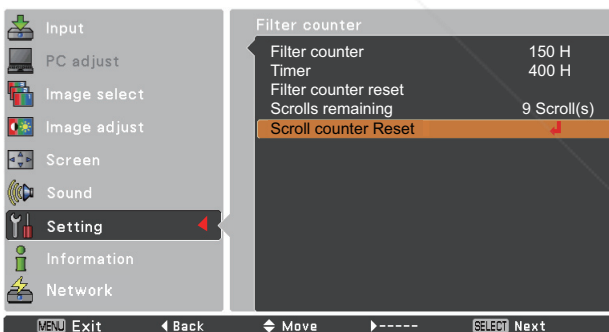 Input
PC adjust
Image select
Image adjust
Screen
Sound
Setting
Information
Network
Filter counter
Filter counter 150 H
Timer 400 H
Filter counter reset
Scrolls remaining 9 Scroll(s)
Scroll counter Reset
MENU Exit Back Move ----- SELECT Next